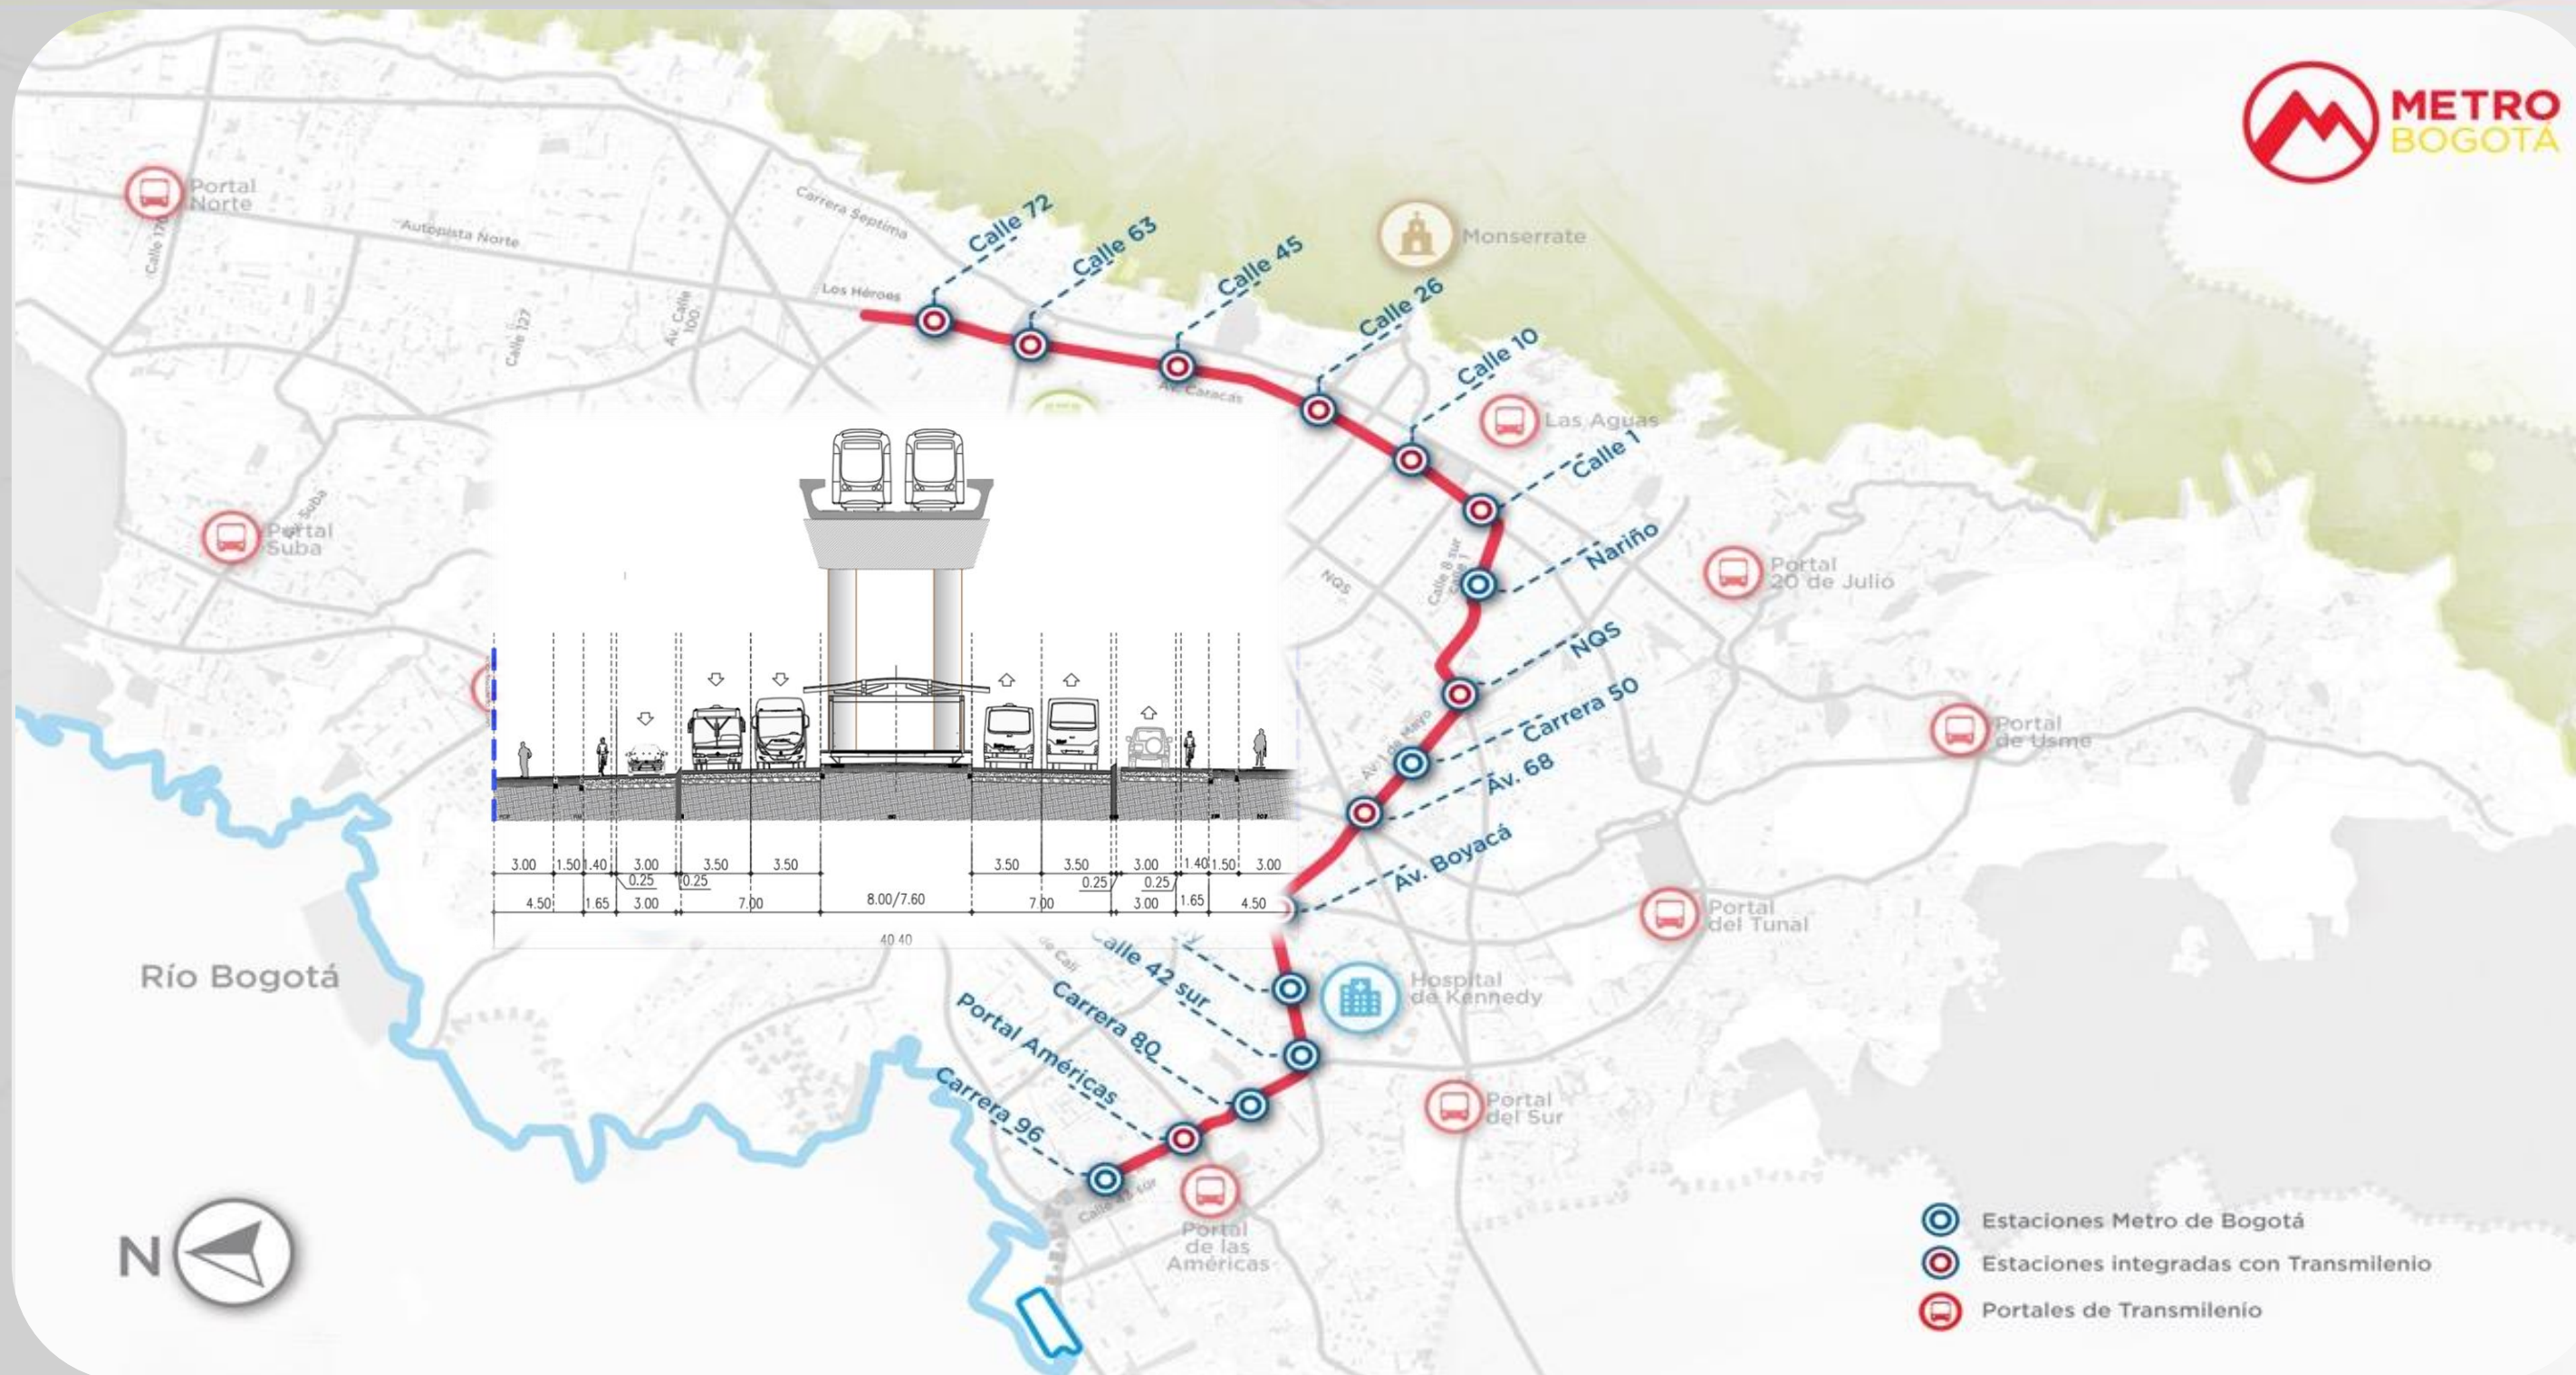 METRO
BOGOTÁ
Portal
Norte
Calle 170
Autopista Norte
Carrera Septima
Los Héroes
Av. Calle
100
Calle 127
Calle 72
Calle 63
Calle 45
Calle 26
Calle 10
Calle 1
Nariño
NQS
Carrera 50
Av. 68
Av. Boyacá
Monserrate
Av. Caracas
Las Aguas
Portal
Suba
Suba
Calle 8 sur
Calle 1
NQS
Av. 1 de Mayo
Portal
20 de Julio
Portal
de Usme
Portal
del Tunal
3.00
1.50
1.40
3.00
3.50
3.50
3.50
3.50
3.00
1.40
1.50
3.00
0.25
0.25
0.25
0.25
4.50
1.65
3.00
7.00
8.00/7.60
7.00
3.00
1.65
4.50
40 40
Río Bogotá
de Cali
Calle 42 sur
Carrera 80
Portal Américas
Carrera 96
Hospital
de Kennedy
Portal
del Sur
Calle 43 sur
Portal
de las
Américas
N
Estaciones Metro de Bogotá
Estaciones integradas con Transmilenio
Portales de Transmilenio